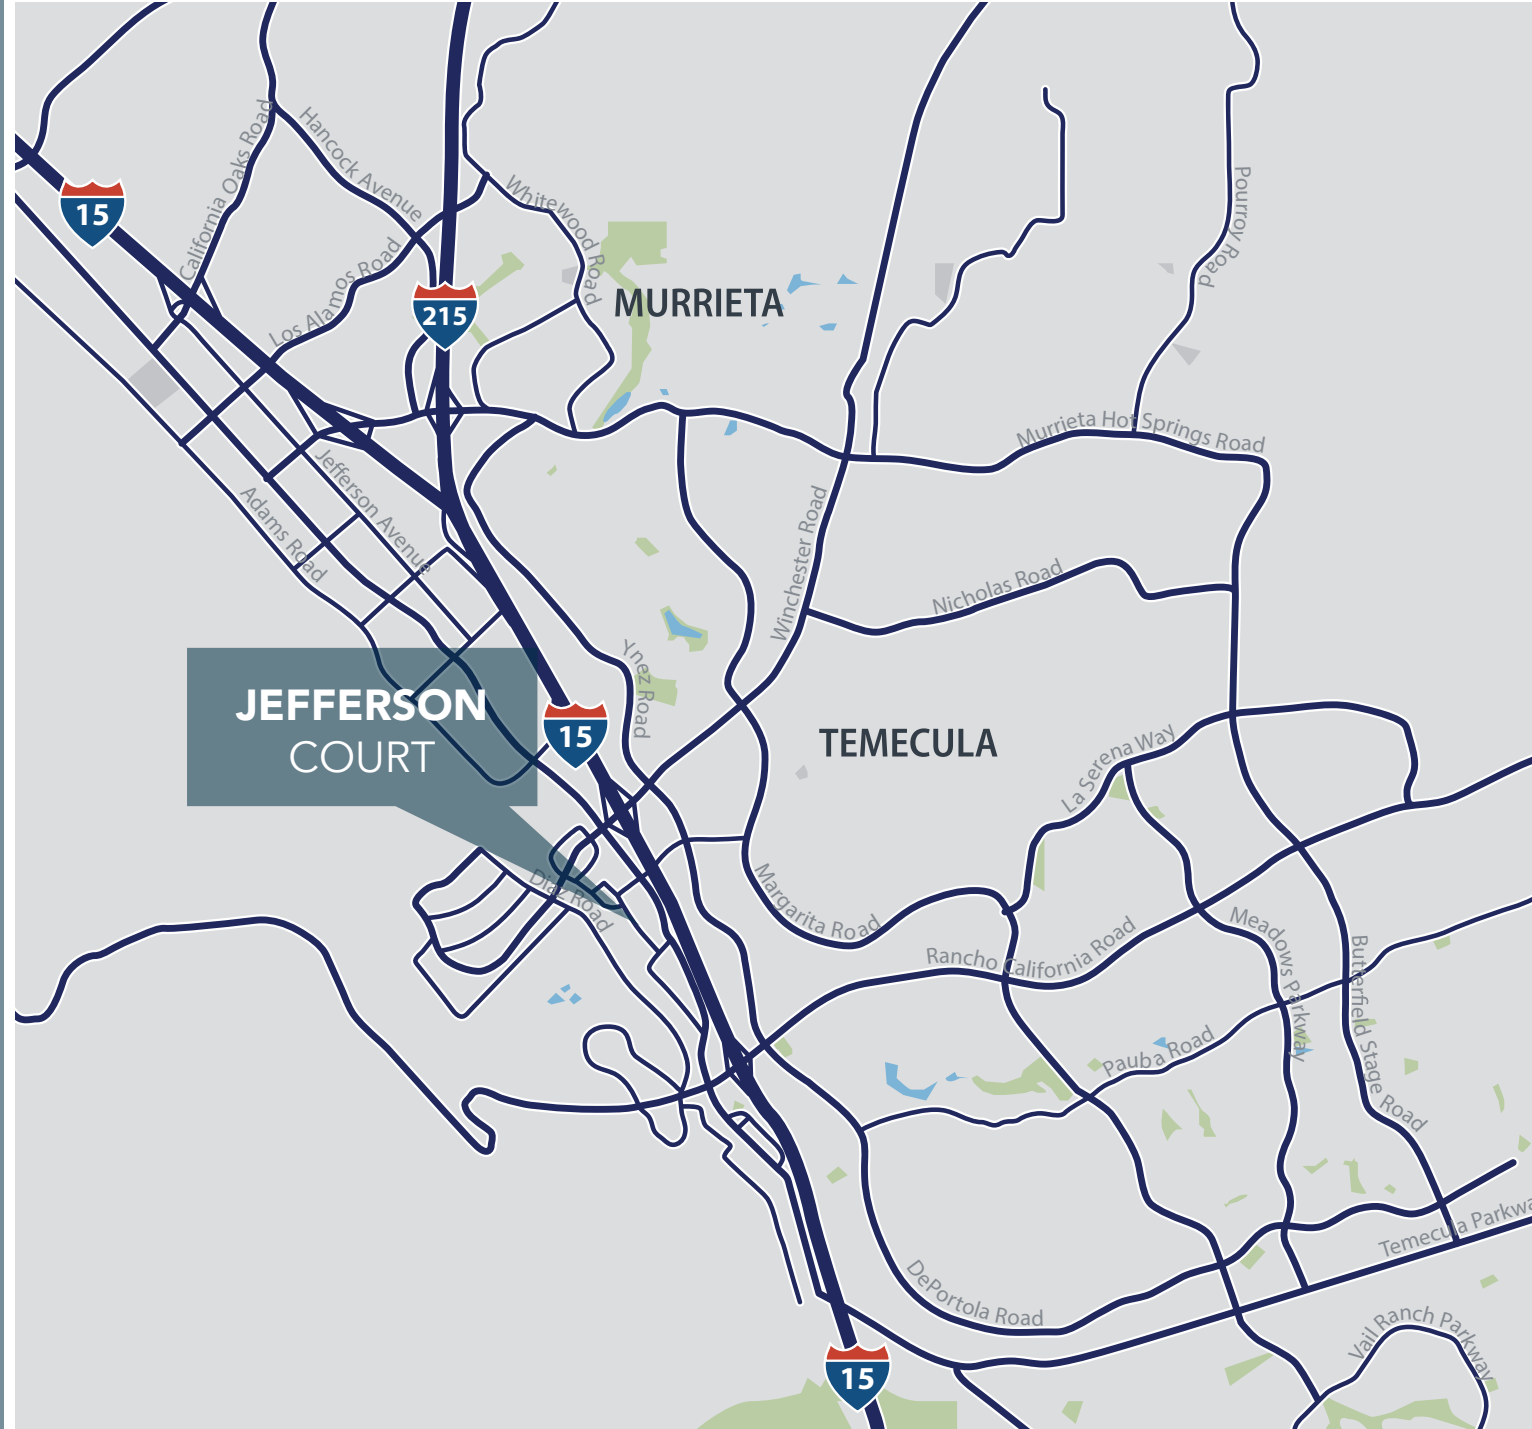 California Oaks Road
Hancock Avenue
Pourroy Road
Whitewood Road
15
Los Alamos Road
MURRIETA
215
Murrieta Hot Springs Road
Jefferson Avenue
Adams Road
Winchester Road
Nicholas Road
Ynez Road
JEFFERSON
COURT
15
TEMECULA
La Serena Way
Diaz Road
Margarita Road
Rancho California Road
Meadows Parkway
Butterfield Stage Road
Pauba Road
Temecula Parkwa
DePortola Road
Vail Ranch Parkway
15